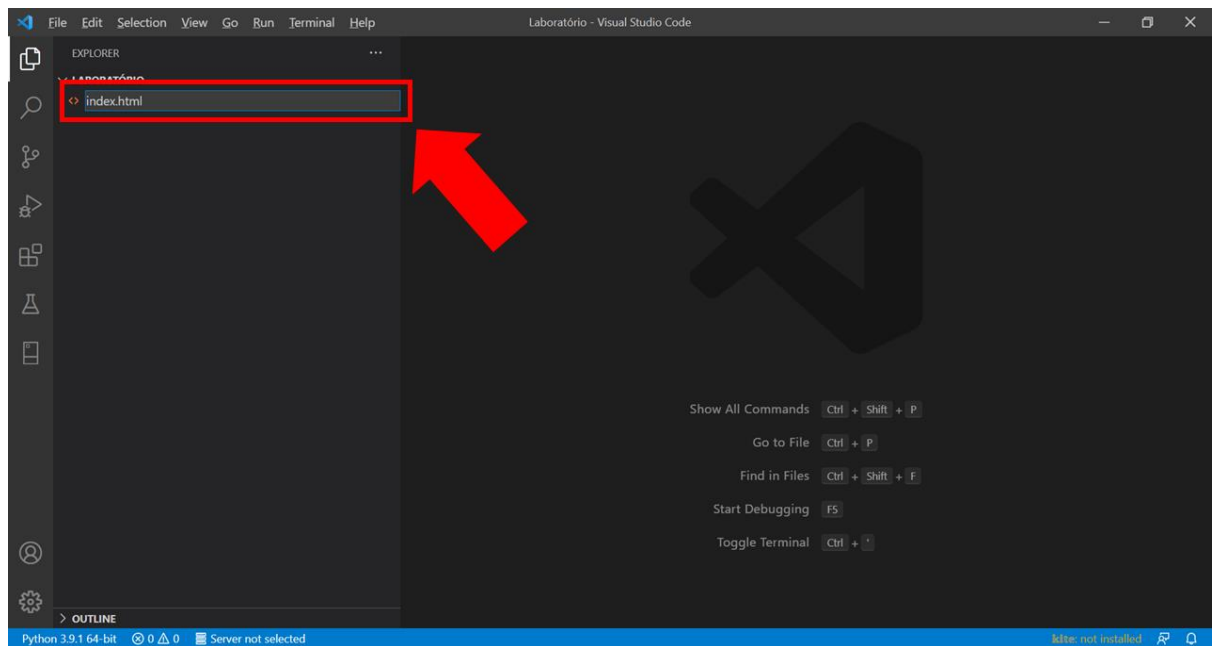 File Edit Selection View Go Run Terminal Help
Laboratório - Visual Studio Code
EXPLORER
LABORATÓRIO
index.html
Show All Commands Ctrl + Shift + P
Go to File Ctrl + P
Find in Files Ctrl + Shift + F
Start Debugging F5
Toggle Terminal Ctrl + '
OUTLINE
Python 3.9.1 64-bit 0 0 Server not selected
kite: not installed